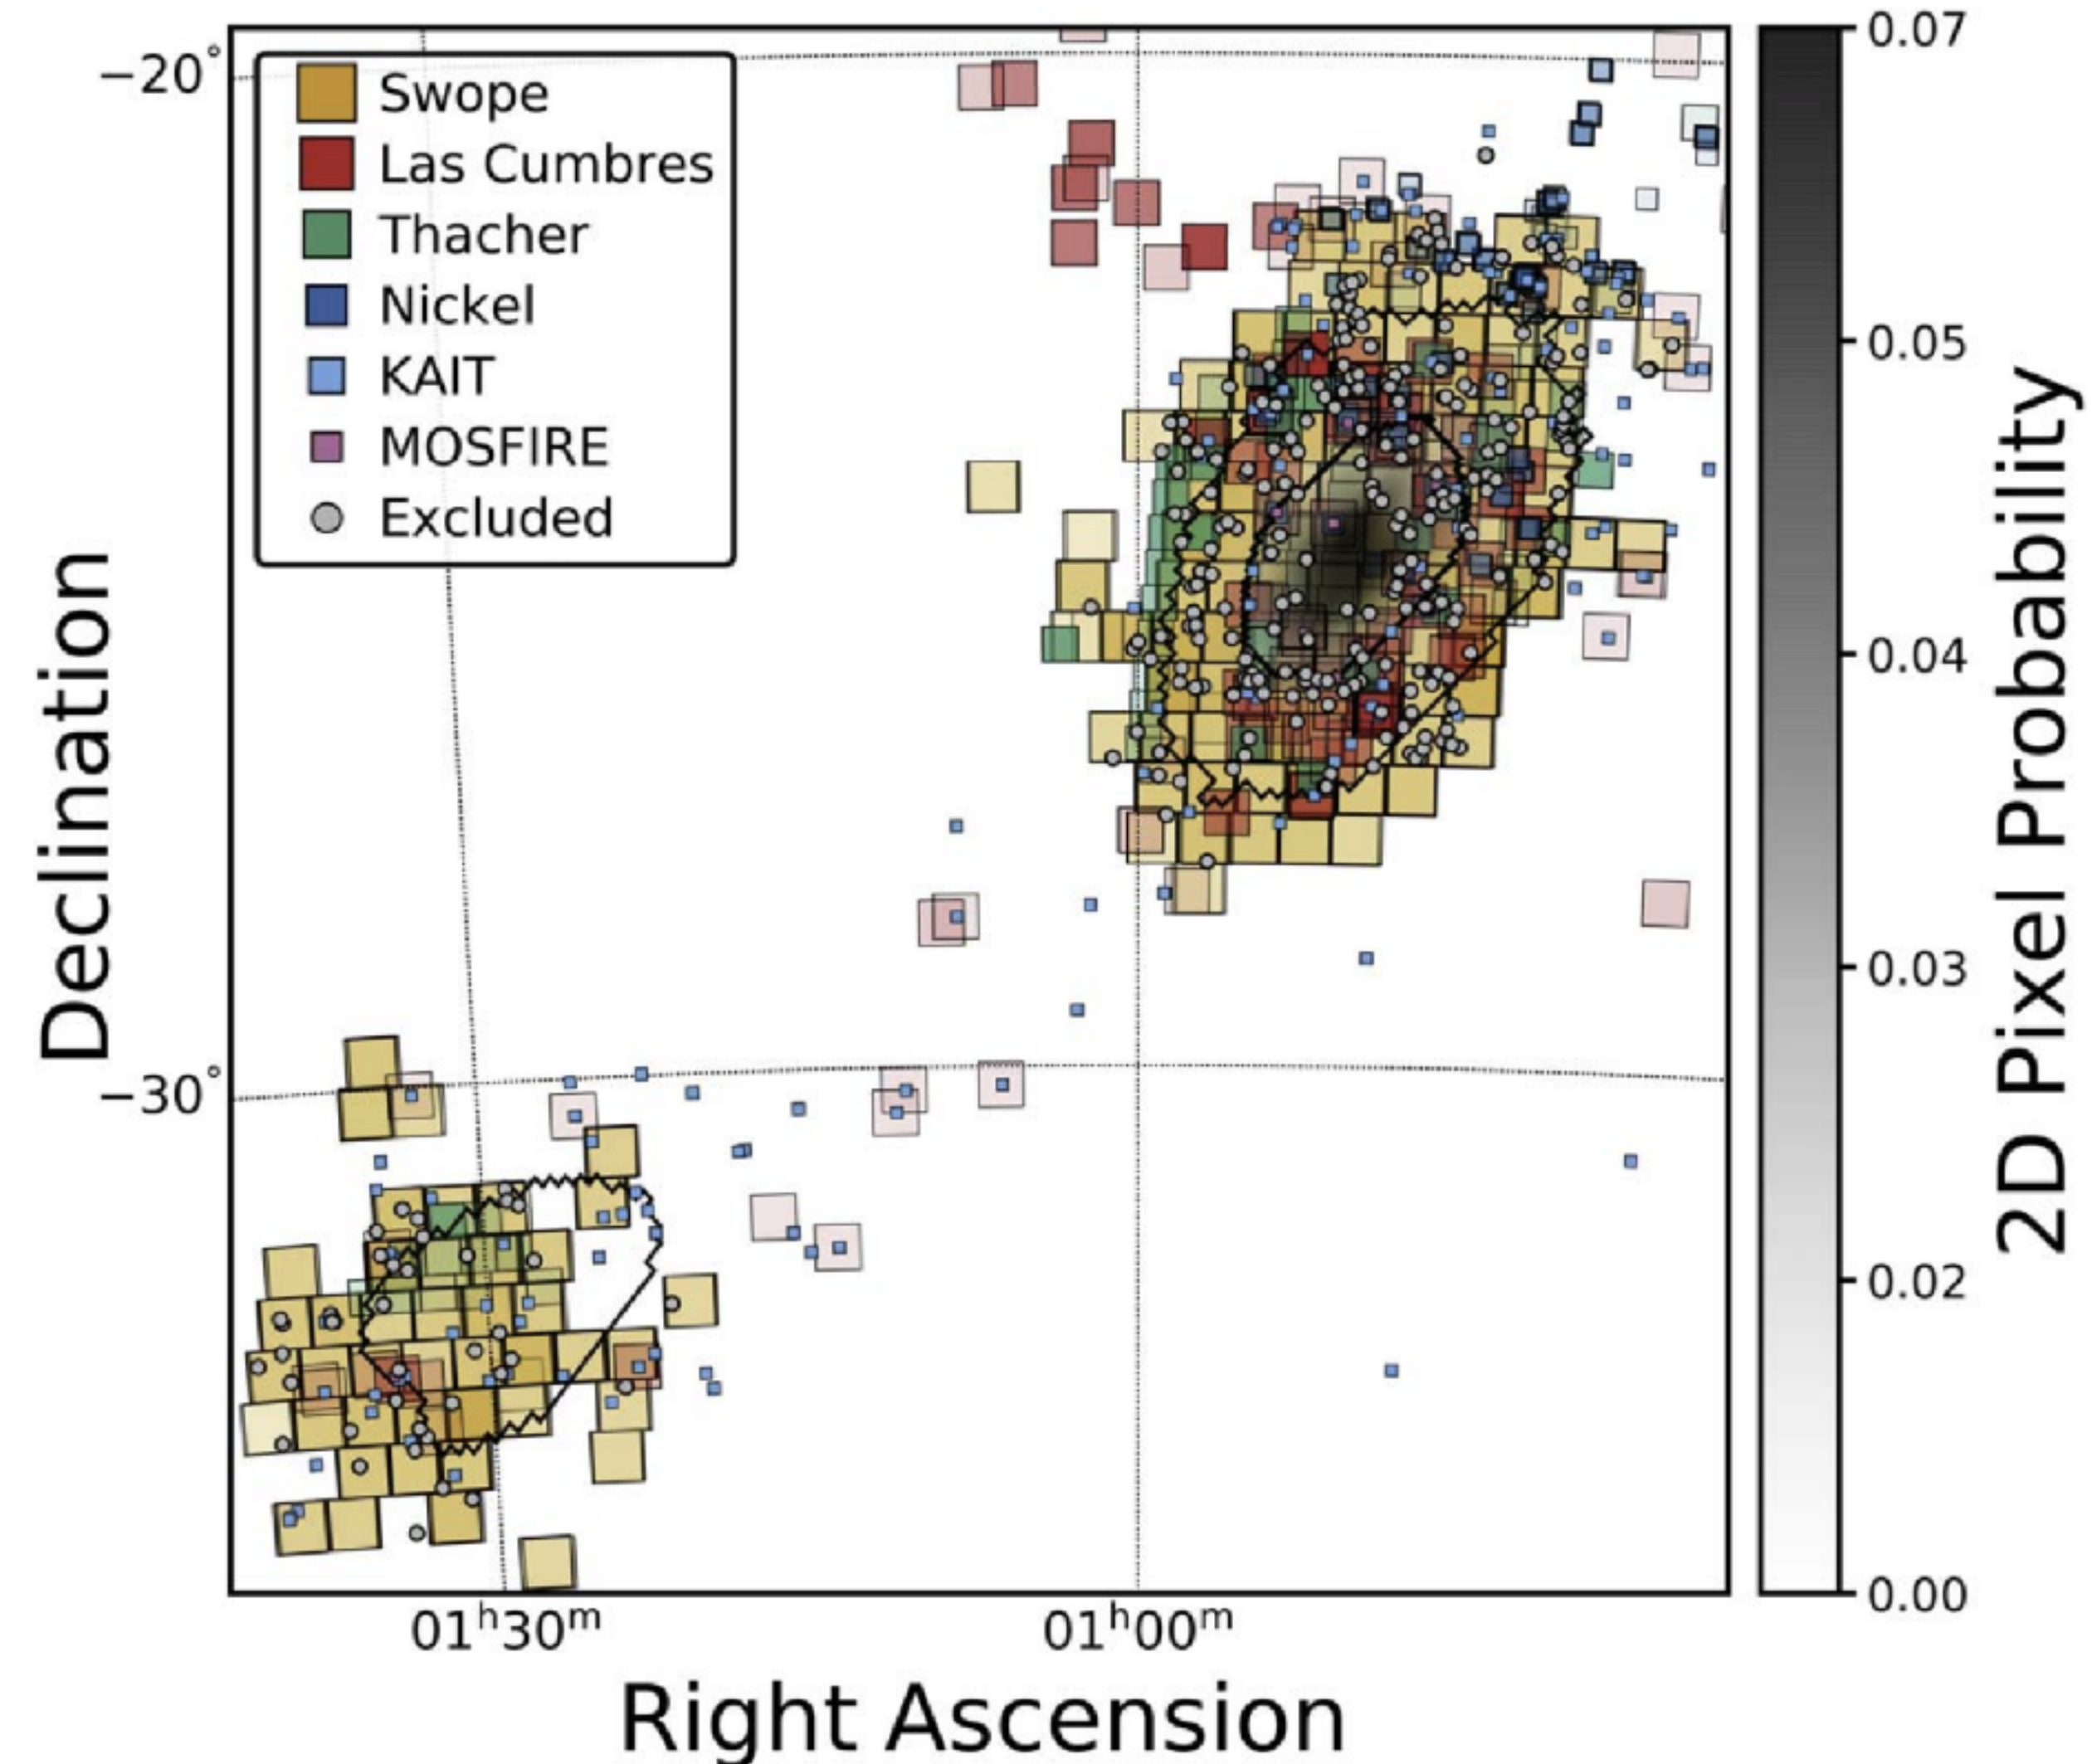 Swope
Las Cumbres
Thacher
Nickel
KAIT
MOSFIRE
Excluded
−20°
−30°
Declination
01ʰ30ᵐ
01ʰ00ᵐ
Right Ascension
0.07
0.05
0.04
0.03
0.02
0.00
2D Pixel Probability